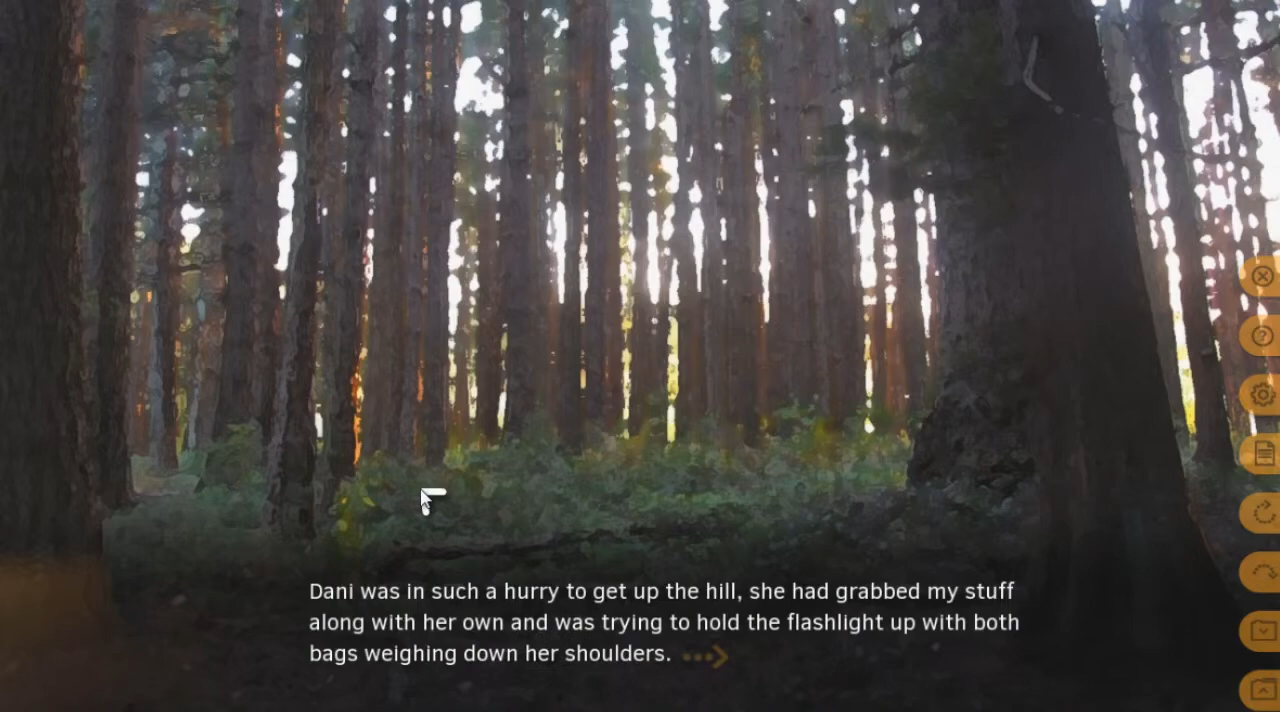 Dani was in such a hurry to get up the hill, she had grabbed my stuff
along with her own and was trying to hold the flashlight up with both
bags weighing down her shoulders.